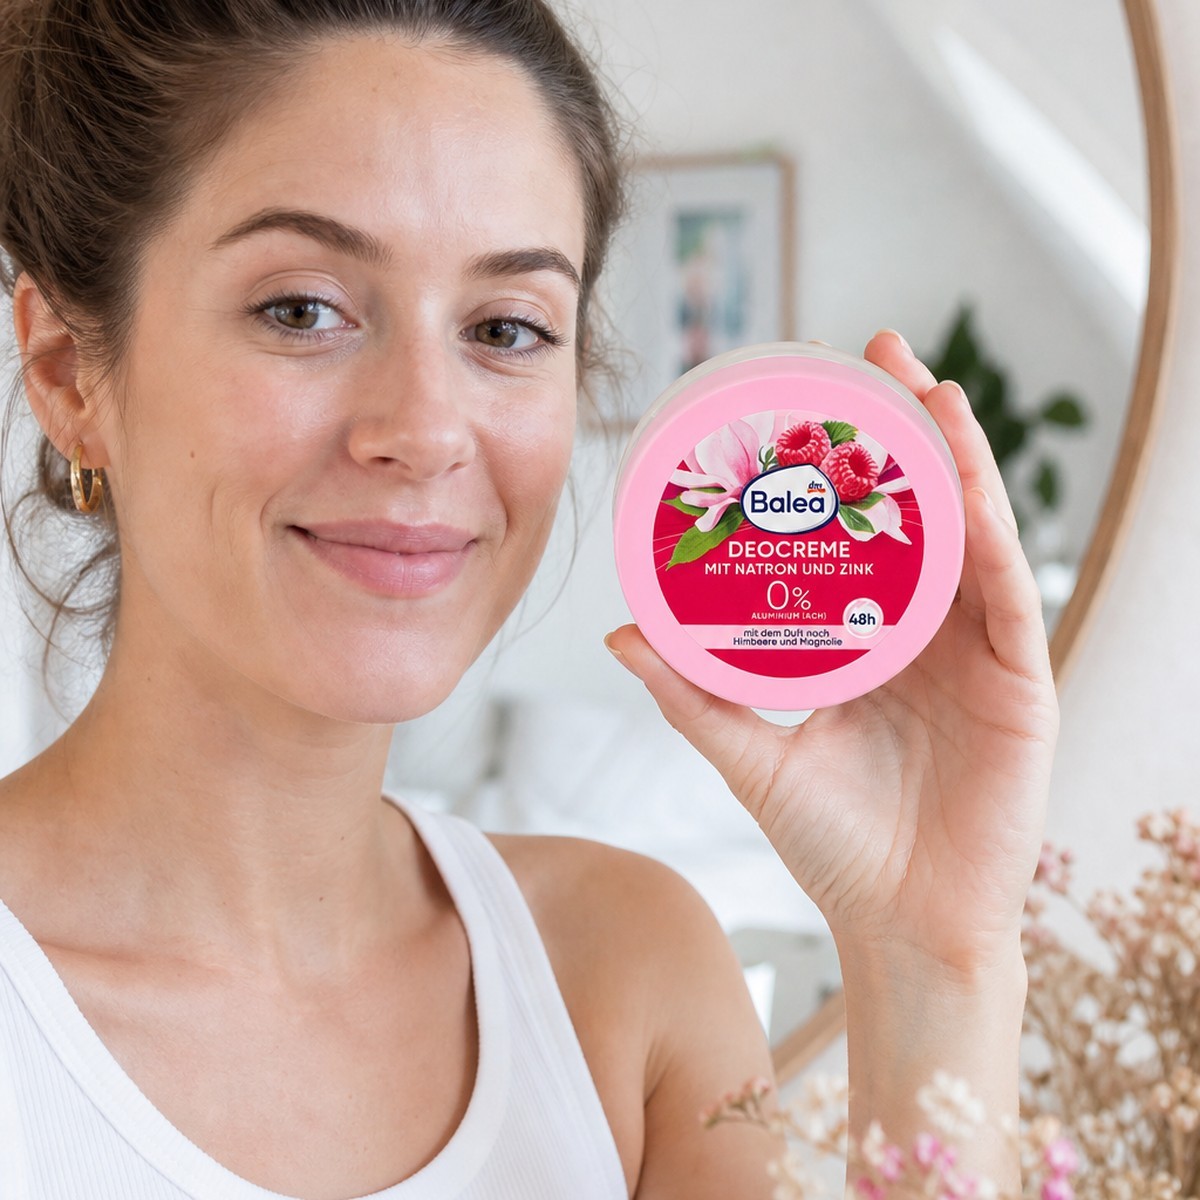 dm
Balea
DEOCREME
MIT NATRON UND ZINK
0%
ALUMINIUM (ACH)
48h
mit dem Duft nach
Himbeere und Magnolie